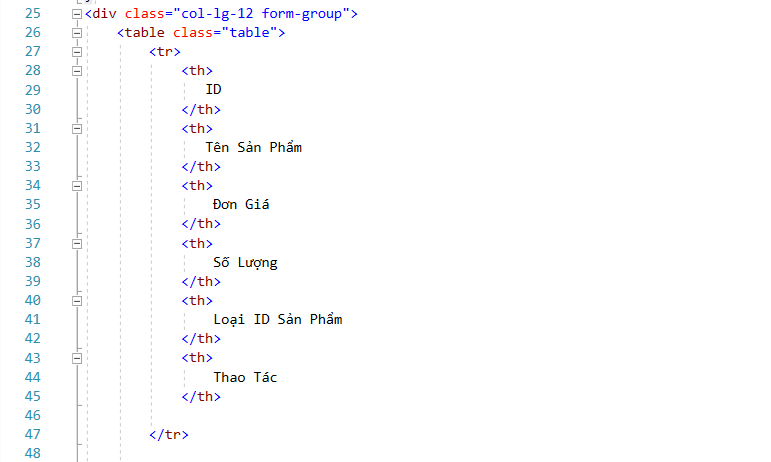 25 <div class="col-lg-12 form-group">
26 <table class="table">
27 <tr>
28 <th>
29 ID
30 </th>
31 <th>
32 Tên Sản Phẩm
33 </th>
34 <th>
35 Đơn Giá
36 </th>
37 <th>
38 Số Lượng
39 </th>
40 <th>
41 Loại ID Sản Phẩm
42 </th>
43 <th>
44 Thao Tác
45 </th>
46
47 </tr>
48